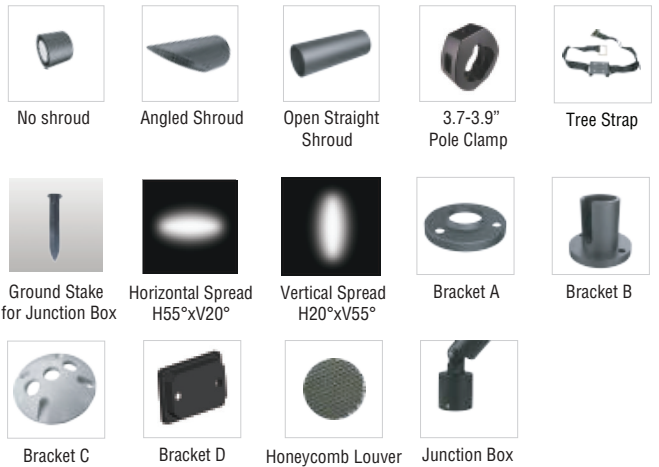 No shroud
Angled Shroud
Open Straight
Shroud
3.7-3.9”
Pole Clamp
Tree Strap
Ground Stake
for Junction Box
Horizontal Spread
H55°xV20°
Vertical Spread
H20°xV55°
Bracket A
Bracket B
Bracket C
Bracket D
Honeycomb Louver
Junction Box